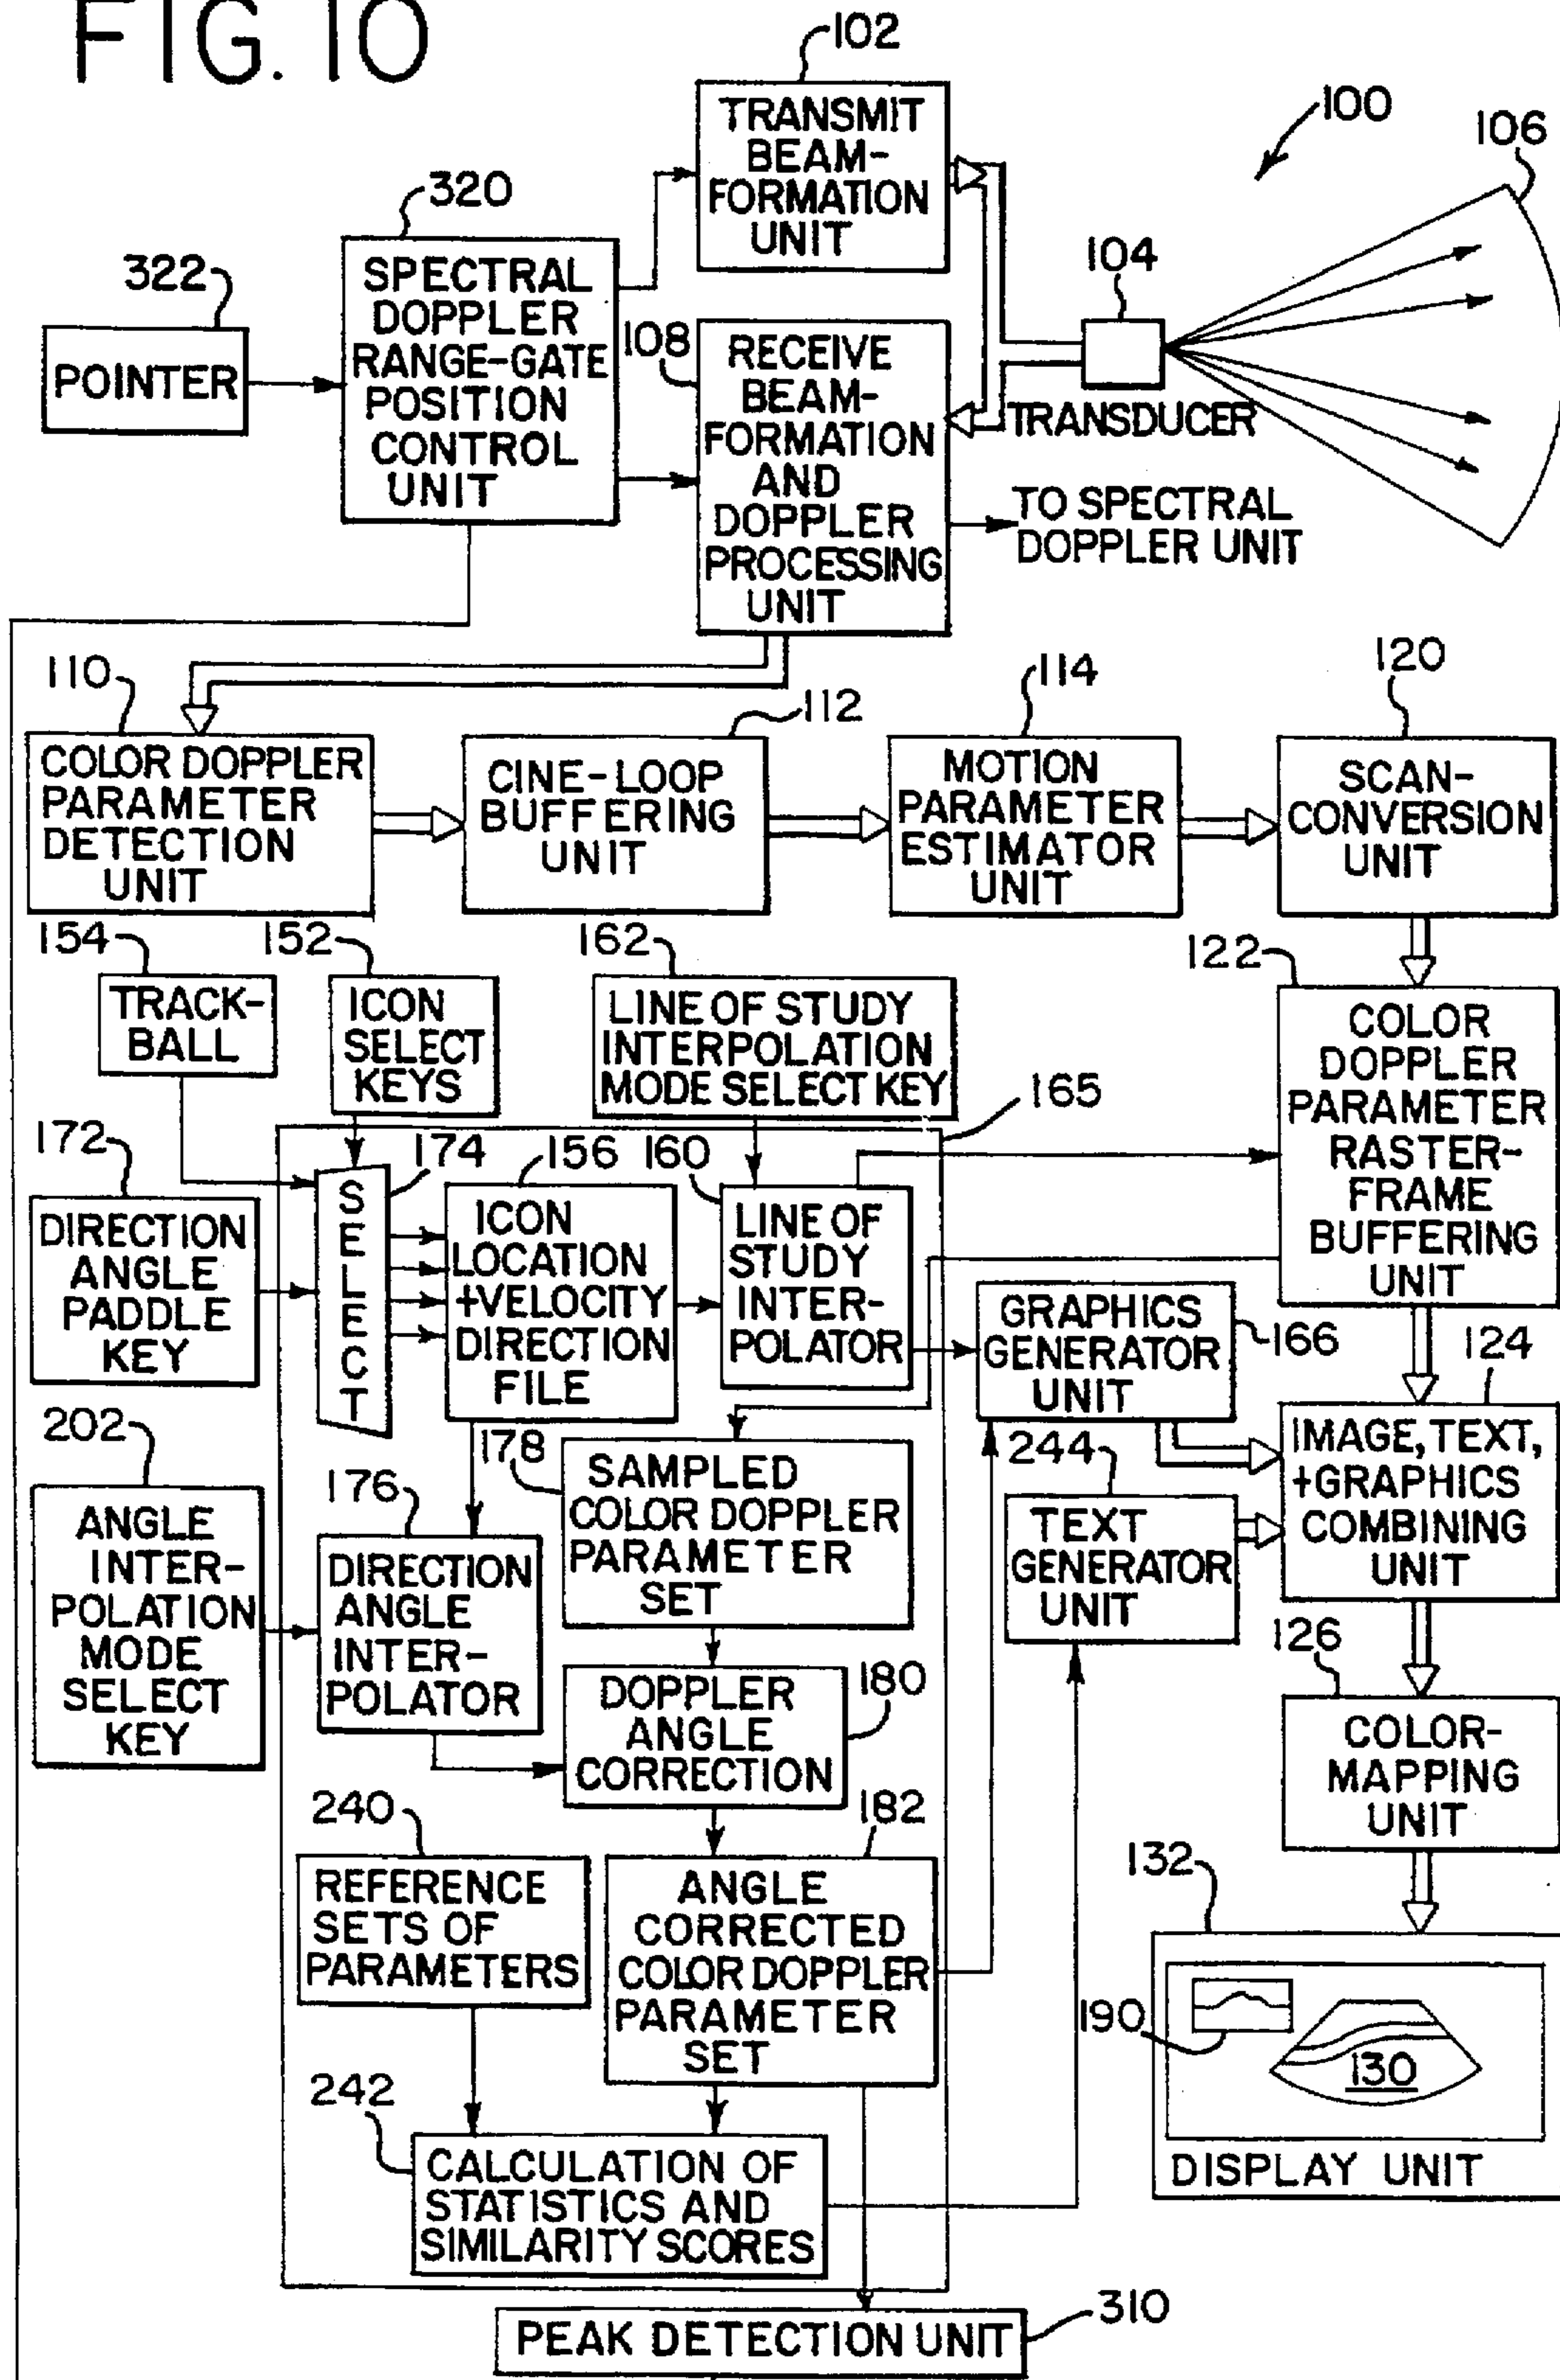 FIG. 10
102
TRANSMIT
BEAM-
FORMATION
UNIT
100
106
320
SPECTRAL
DOPPLER
RANGE-GATE
POSITION
CONTROL
UNIT
322
POINTER
104
TRANSDUCER
108
RECEIVE
BEAM-
FORMATION
AND
DOPPLER
PROCESSING
UNIT
TO SPECTRAL
DOPPLER UNIT
110
COLOR DOPPLER
PARAMETER
DETECTION
UNIT
112
CINE-LOOP
BUFFERING
UNIT
114
MOTION
PARAMETER
ESTIMATOR
UNIT
120
SCAN-
CONVERSION
UNIT
154
TRACK-
BALL
152
ICON
SELECT
KEYS
162
LINE OF STUDY
INTERPOLATION
MODE SELECT KEY
165
122
COLOR
DOPPLER
PARAMETER
RASTER-
FRAME
BUFFERING
UNIT
172
DIRECTION
ANGLE
PADDLE
KEY
174
SELECT
156
ICON
LOCATION
+VELOCITY
DIRECTION
FILE
160
LINE OF
STUDY
INTER-
POLATOR
GRAPHICS
GENERATOR
UNIT
166
124
IMAGE, TEXT,
+GRAPHICS
COMBINING
UNIT
202
ANGLE
INTER-
POLATION
MODE
SELECT
KEY
176
DIRECTION
ANGLE
INTER-
POLATOR
178
SAMPLED
COLOR DOPPLER
PARAMETER
SET
244
TEXT
GENERATOR
UNIT
180
DOPPLER
ANGLE
CORRECTION
126
COLOR-
MAPPING
UNIT
240
REFERENCE
SETS OF
PARAMETERS
182
ANGLE
CORRECTED
COLOR DOPPLER
PARAMETER
SET
132
190
130
DISPLAY UNIT
242
CALCULATION OF
STATISTICS AND
SIMILARITY SCORES
PEAK DETECTION UNIT
310